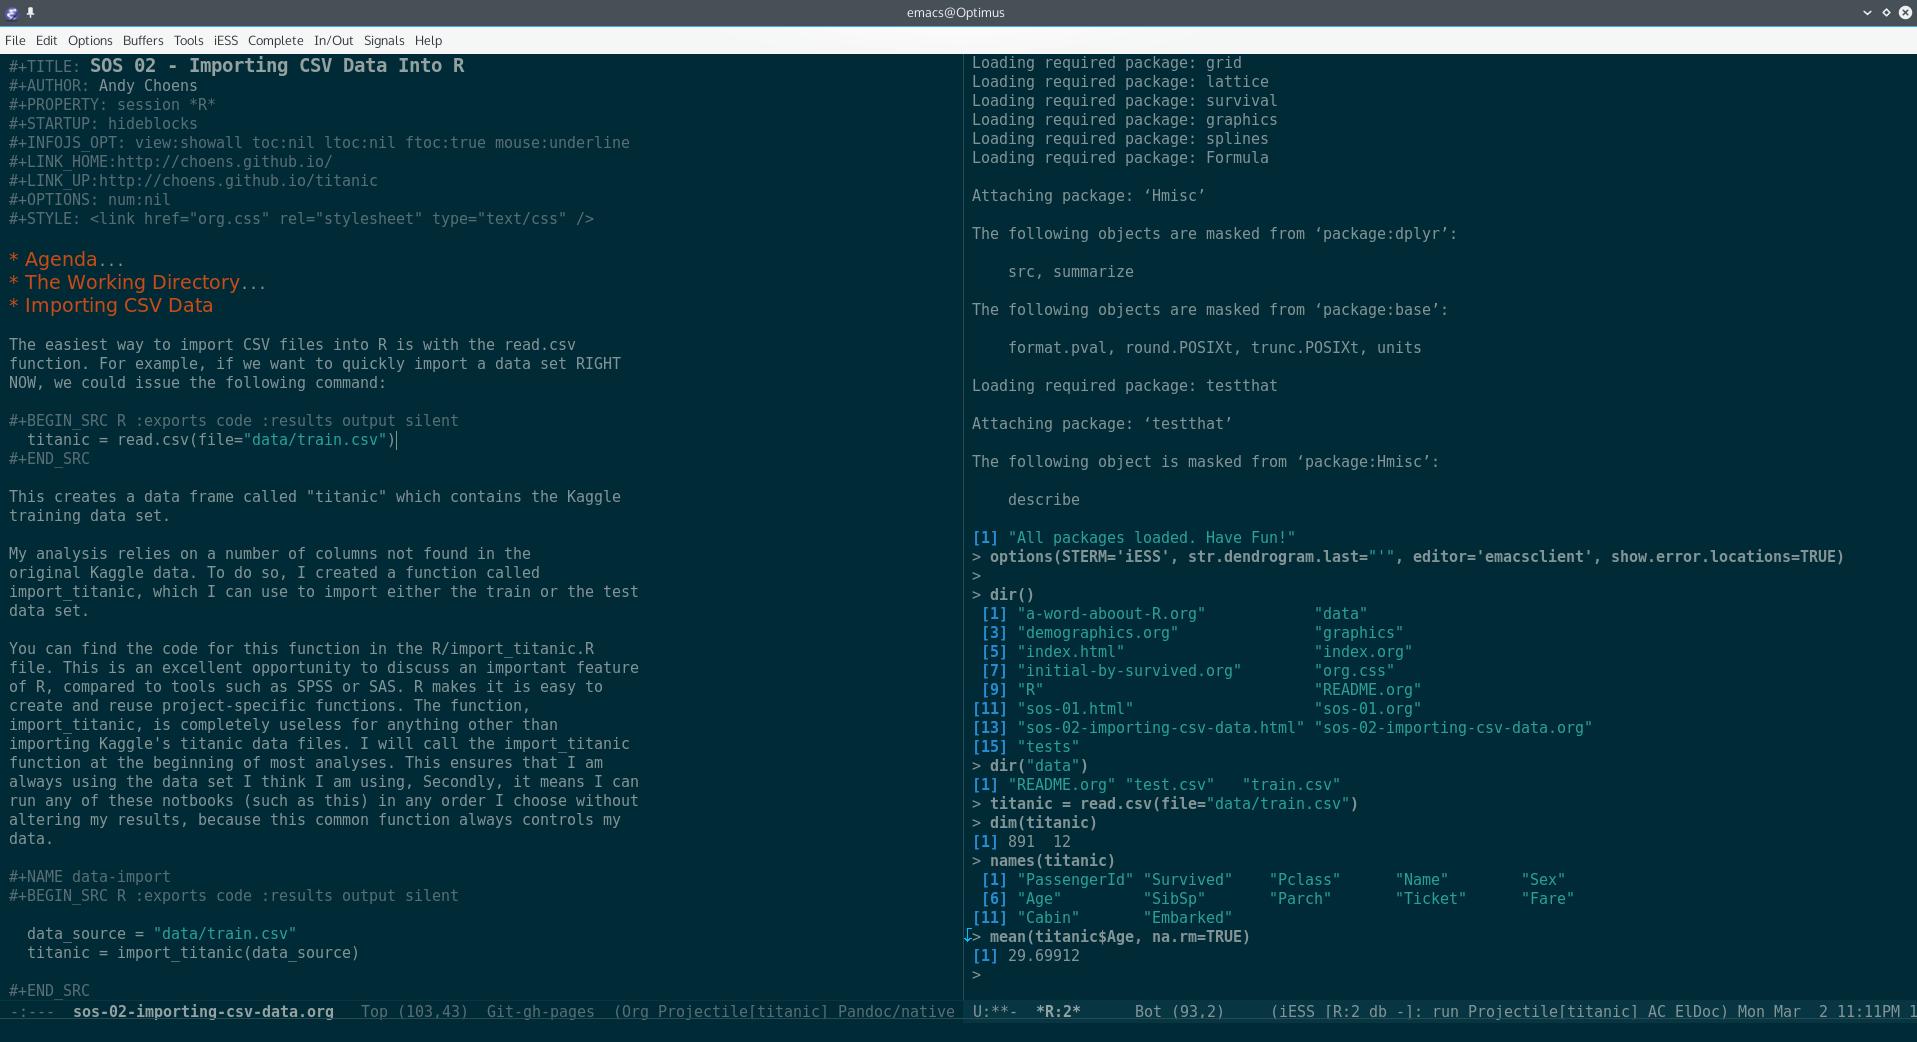 emacs@Optimus
File Edit Options Buffers Tools iESS Complete In/Out Signals Help
#+TITLE: SOS 02 - Importing CSV Data Into R
#+AUTHOR: Andy Choens
#+PROPERTY: session *R*
#+STARTUP: hideblocks
#+INFOJS_OPT: view:showall toc:nil ltoc:nil ftoc:true mouse:underline
#+LINK_HOME:http://choens.github.io/
#+LINK_UP:http://choens.github.io/titanic
#+OPTIONS: num:nil
#+STYLE: <link href="org.css" rel="stylesheet" type="text/css" />
* Agenda...
* The Working Directory...
* Importing CSV Data
The easiest way to import CSV files into R is with the read.csv
function. For example, if we want to quickly import a data set RIGHT
NOW, we could issue the following command:
#+BEGIN_SRC R :exports code :results output silent
  titanic = read.csv(file="data/train.csv")
#+END_SRC
This creates a data frame called "titanic" which contains the Kaggle
training data set.
My analysis relies on a number of columns not found in the
original Kaggle data. To do so, I created a function called
import_titanic, which I can use to import either the train or the test
data set.
You can find the code for this function in the R/import_titanic.R
file. This is an excellent opportunity to discuss an important feature
of R, compared to tools such as SPSS or SAS. R makes it is easy to
create and reuse project-specific functions. The function,
import_titanic, is completely useless for anything other than
importing Kaggle's titanic data files. I will call the import_titanic
function at the beginning of most analyses. This ensures that I am
always using the data set I think I am using, Secondly, it means I can
run any of these notbooks (such as this) in any order I choose without
altering my results, because this common function always controls my
data.
#+NAME data-import
#+BEGIN_SRC R :exports code :results output silent
  data_source = "data/train.csv"
  titanic = import_titanic(data_source)
#+END_SRC
-:---  sos-02-importing-csv-data.org   Top (103,43)  Git-gh-pages  (Org Projectile[titanic] Pandoc/native
Loading required package: grid
Loading required package: lattice
Loading required package: survival
Loading required package: graphics
Loading required package: splines
Loading required package: Formula
Attaching package: ‘Hmisc’
The following objects are masked from ‘package:dplyr’:
    src, summarize
The following objects are masked from ‘package:base’:
    format.pval, round.POSIXt, trunc.POSIXt, units
Loading required package: testthat
Attaching package: ‘testthat’
The following object is masked from ‘package:Hmisc’:
    describe
[1] "All packages loaded. Have Fun!"
> options(STERM='iESS', str.dendrogram.last="'", editor='emacsclient', show.error.locations=TRUE)
>
> dir()
 [1] "a-word-aboout-R.org"            "data"
 [3] "demographics.org"               "graphics"
 [5] "index.html"                     "index.org"
 [7] "initial-by-survived.org"        "org.css"
 [9] "R"                              "README.org"
[11] "sos-01.html"                    "sos-01.org"
[13] "sos-02-importing-csv-data.html" "sos-02-importing-csv-data.org"
[15] "tests"
> dir("data")
[1] "README.org" "test.csv"   "train.csv"
> titanic = read.csv(file="data/train.csv")
> dim(titanic)
[1] 891  12
> names(titanic)
 [1] "PassengerId" "Survived"    "Pclass"      "Name"        "Sex"
 [6] "Age"         "SibSp"       "Parch"       "Ticket"      "Fare"
[11] "Cabin"       "Embarked"
> mean(titanic$Age, na.rm=TRUE)
[1] 29.69912
>
U:**-  *R:2*      Bot (93,2)     (iESS [R:2 db -]: run Projectile[titanic] AC ElDoc) Mon Mar  2 11:11PM 1